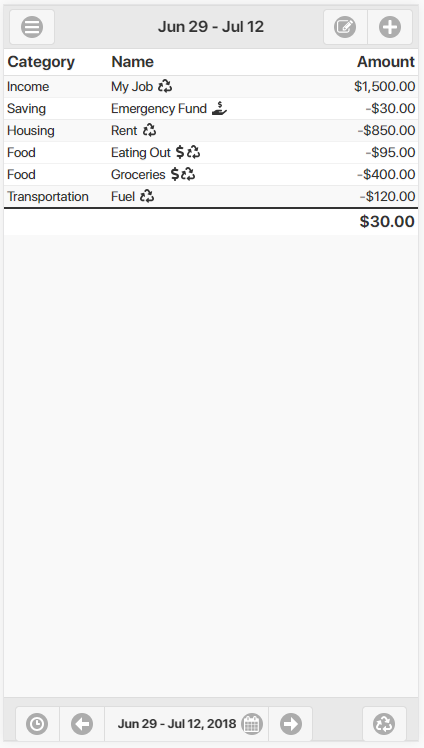 Jun 29 - Jul 12
Category Name Amount
Income My Job $1,500.00
Saving Emergency Fund -$30.00
Housing Rent -$850.00
Food Eating Out $ -$95.00
Food Groceries $ -$400.00
Transportation Fuel -$120.00
$30.00
Jun 29 - Jul 12, 2018